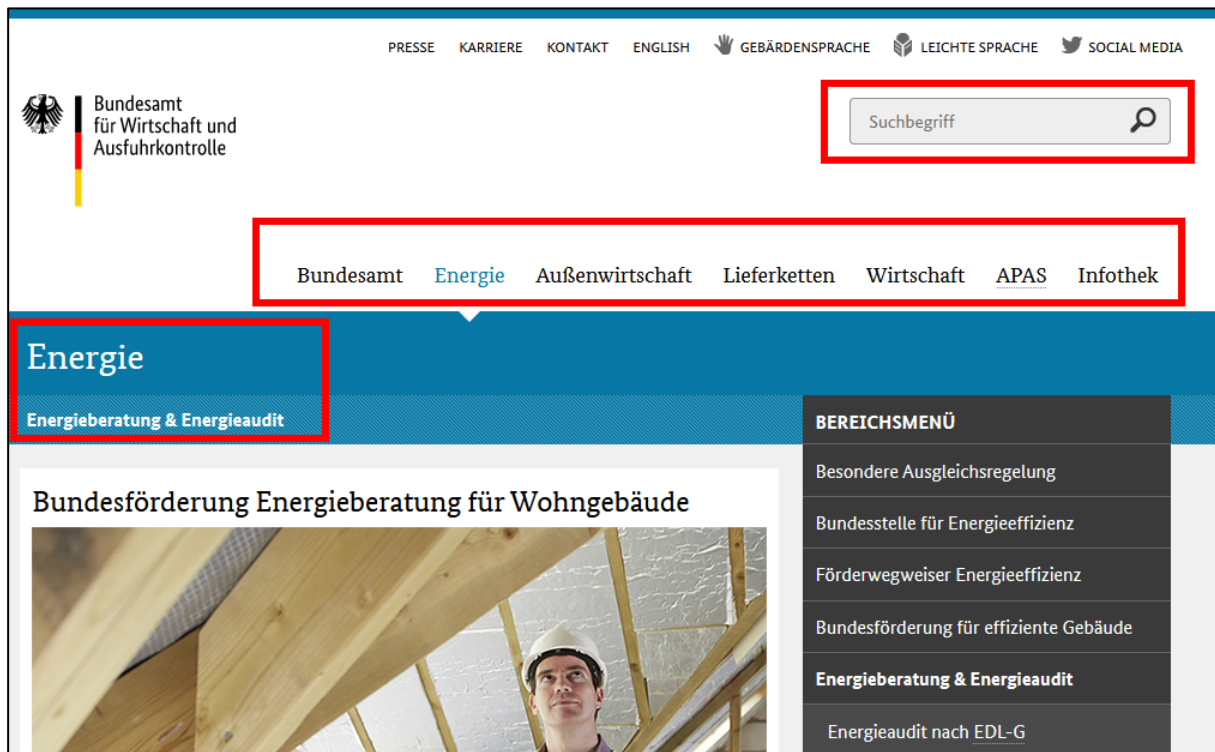 PRESSE KARRIERE KONTAKT ENGLISH GEBÄRDENSPRACHE LEICHTE SPRACHE SOCIAL MEDIA
Bundesamt
für Wirtschaft und
Ausfuhrkontrolle
Suchbegriff
Bundesamt Energie Außenwirtschaft Lieferketten Wirtschaft APAS Infothek
Energie
Energieberatung & Energieaudit
Bundesförderung Energieberatung für Wohngebäude
BEREICHSMENÜ
Besondere Ausgleichsregelung
Bundesstelle für Energieeffizienz
Förderwegweiser Energieeffizienz
Bundesförderung für effiziente Gebäude
Energieberatung & Energieaudit
Energieaudit nach EDL-G